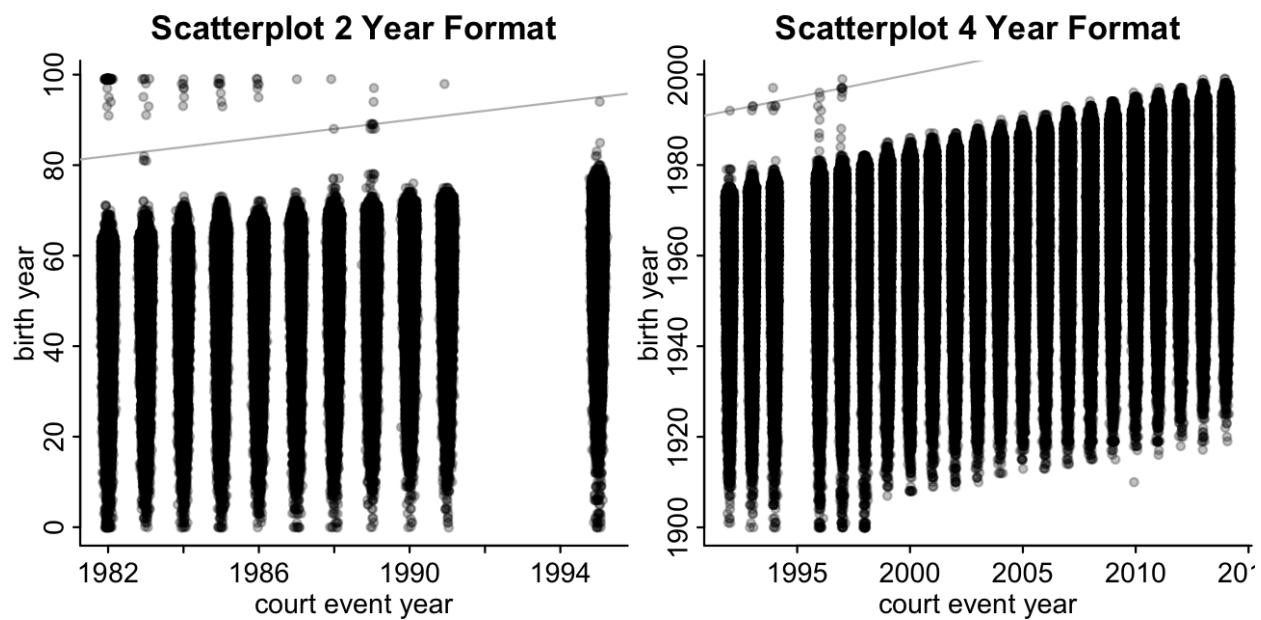 Scatterplot 2 Year Format
birth year
100
80
60
40
20
0
1982 1986 1990 1994
court event year
Scatterplot 4 Year Format
birth year
2000
1980
1960
1940
1920
1900
1995 2000 2005 2010
court event year